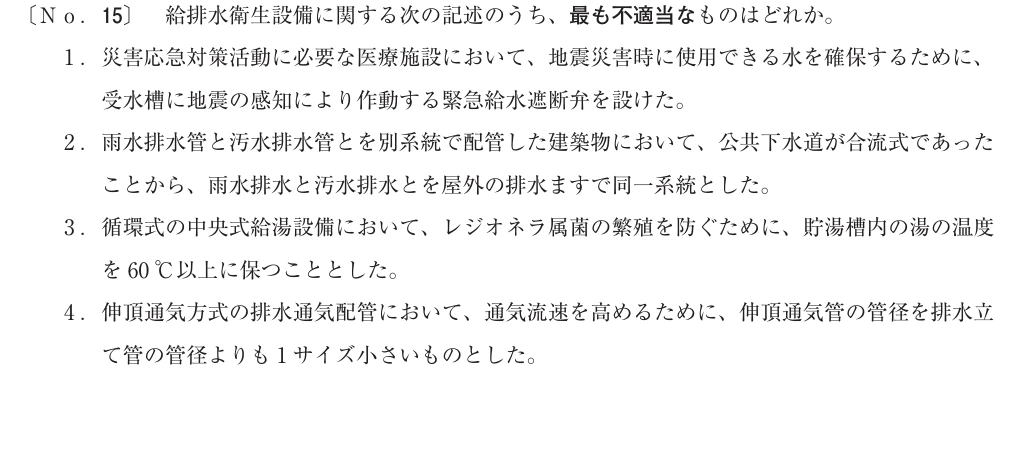 〔Ｎｏ．15〕　給排水衛生設備に関する次の記述のうち、最も不適当なものはどれか。
１．災害応急対策活動に必要な医療施設において、地震災害時に使用できる水を確保するために、
受水槽に地震の感知により作動する緊急給水遮断弁を設けた。
２．雨水排水管と汚水排水管とを別系統で配管した建築物において、公共下水道が合流式であった
ことから、雨水排水と汚水排水とを屋外の排水ますで同一系統とした。
３．循環式の中央式給湯設備において、レジオネラ属菌の繁殖を防ぐために、貯湯槽内の湯の温度
を 60 ℃以上に保つこととした。
４．伸頂通気方式の排水通気配管において、通気流速を高めるために、伸頂通気管の管径を排水立
て管の管径よりも１サイズ小さいものとした。